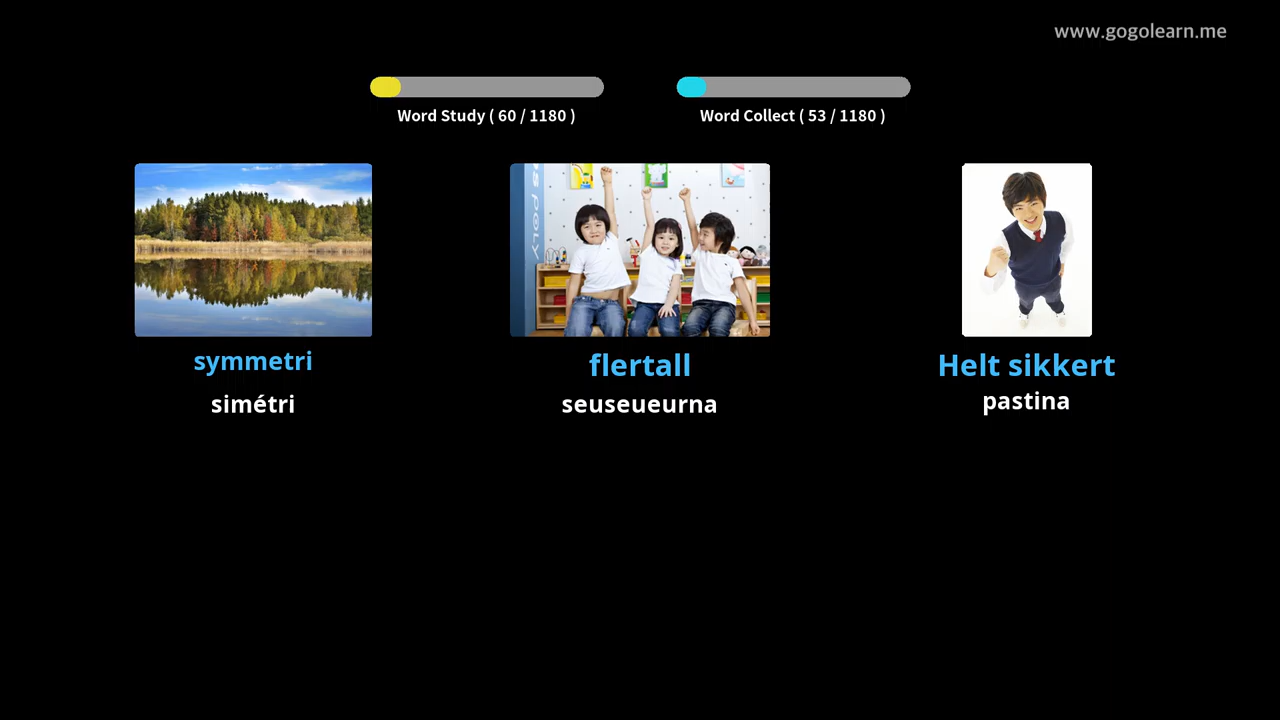 www.gogolearn.me
Word Study ( 60 / 1180 )
Word Collect ( 53 / 1180 )
symmetri
flertall
Helt sikkert
simétri
seuseueurna
pastina